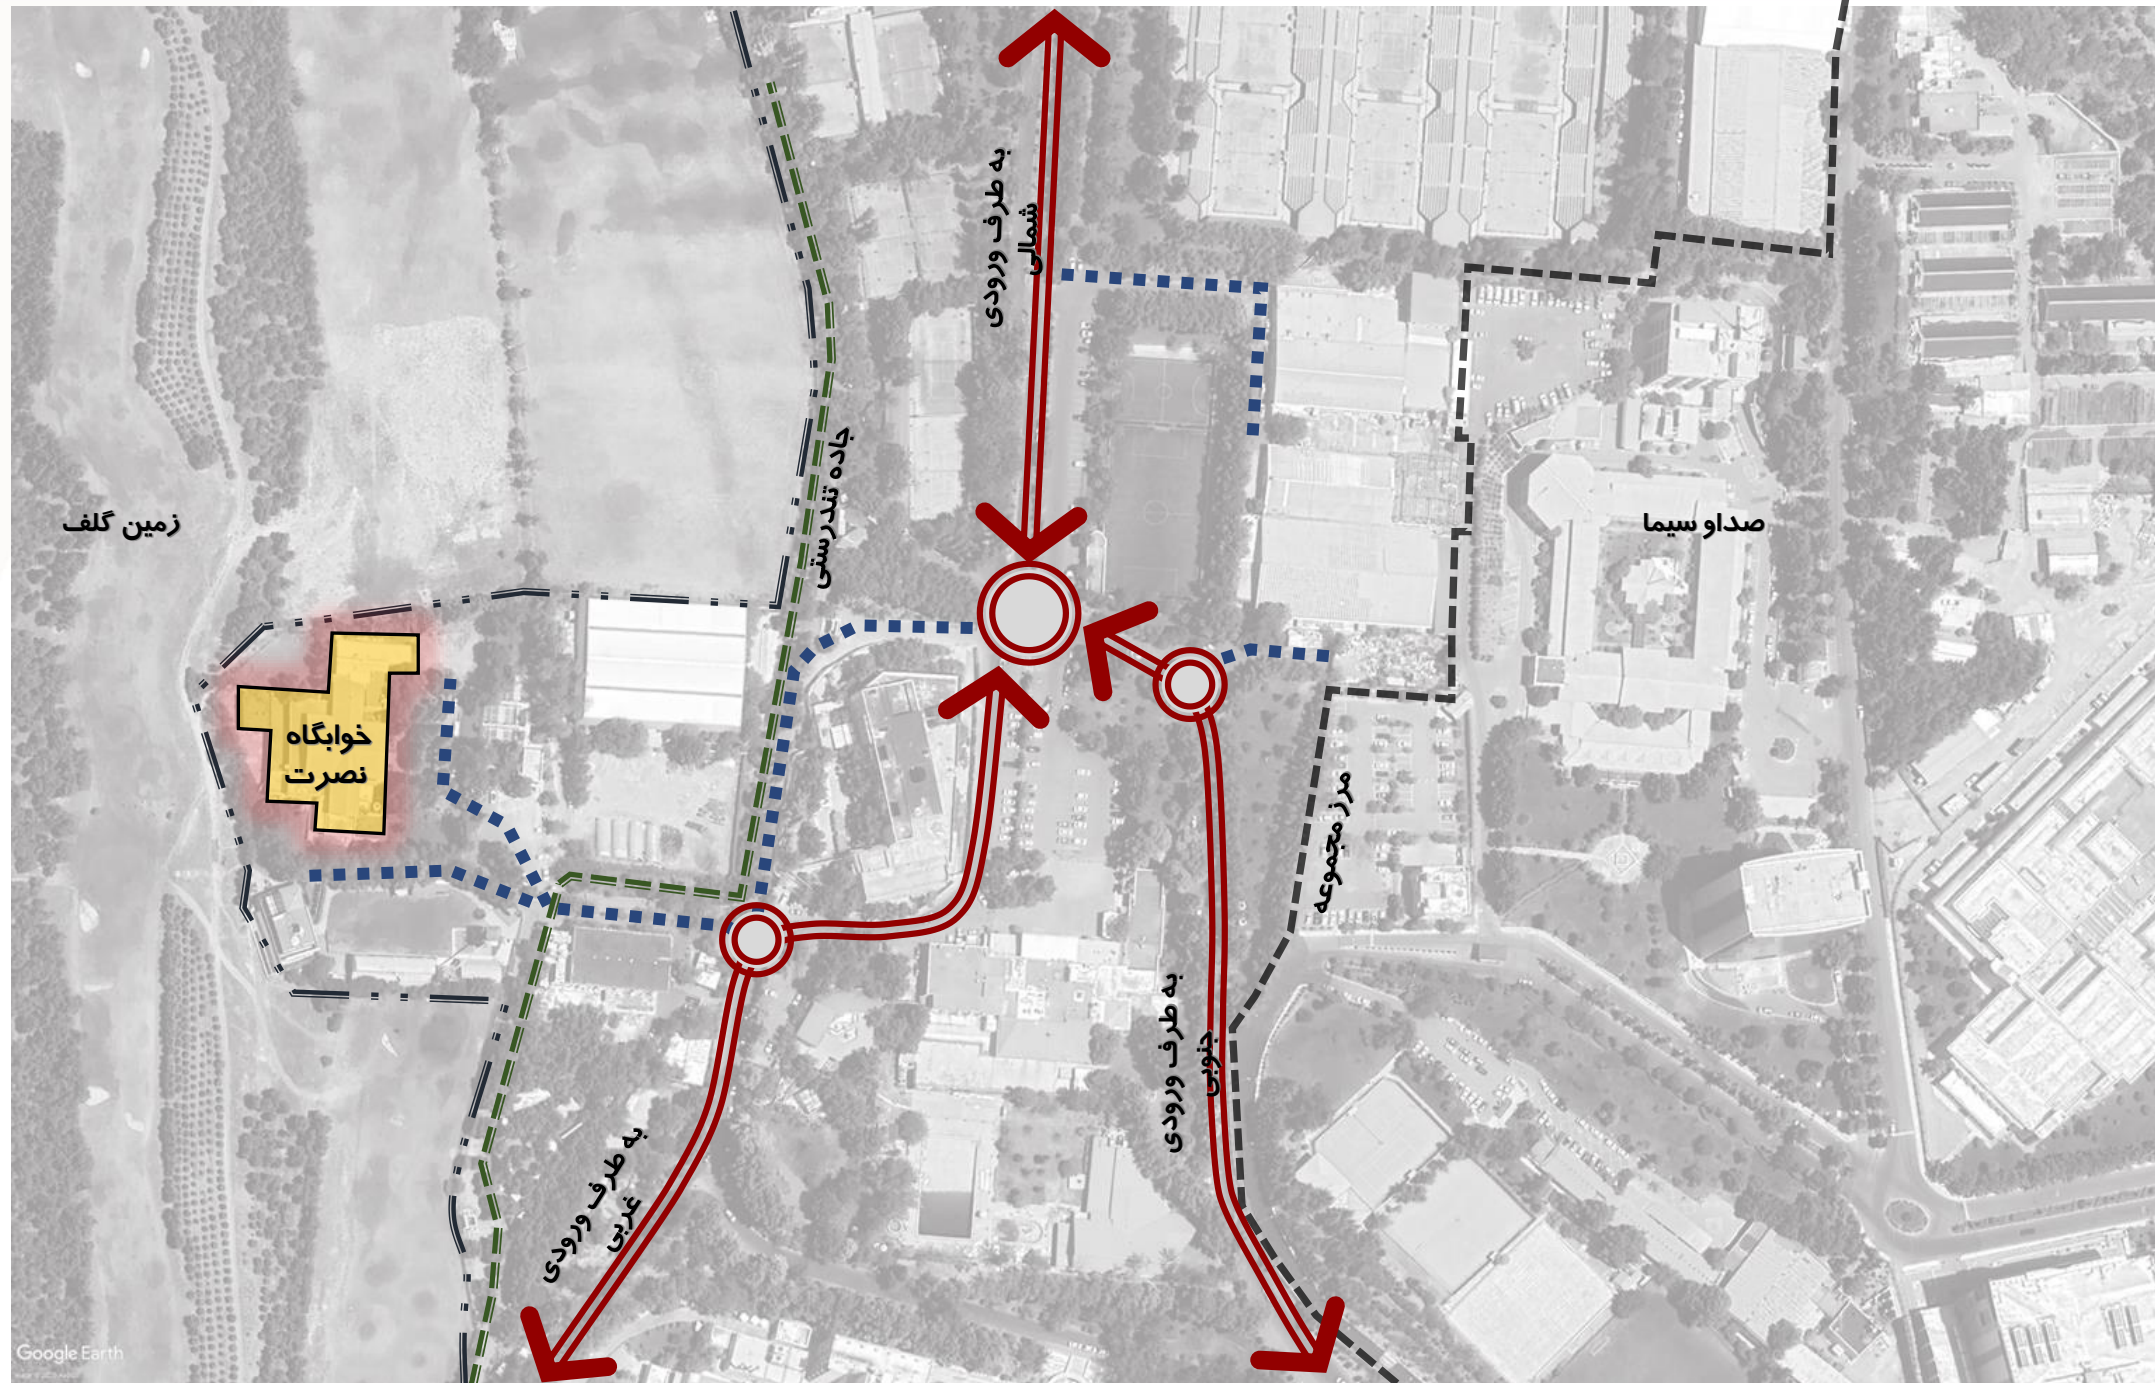 به طرف ورودی
شمالی
جاده تندرستی
زمین گلف
صداو سیما
خوابگاه
نصرت
مرز مجموعه
به طرف ورودی
جنوبی
به طرف ورودی
غربی
Google Earth